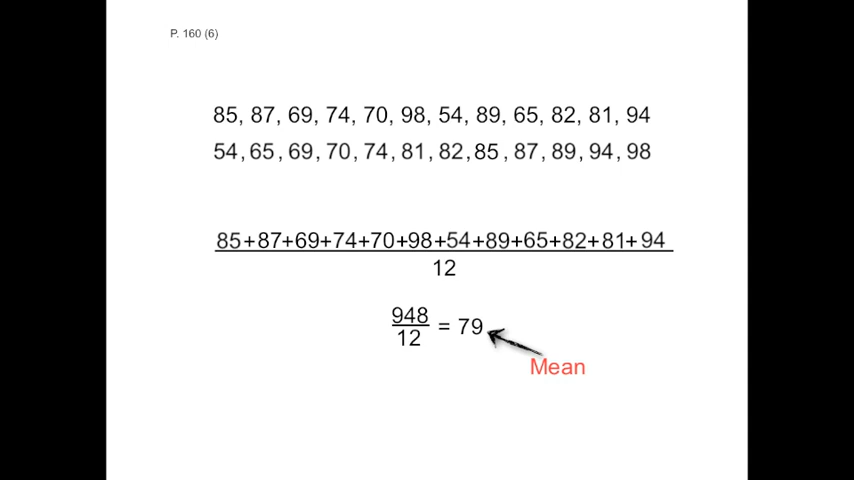 P. 160 (6)
85, 87, 69, 74, 70, 98, 54, 89, 65, 82, 81, 94
54, 65, 69, 70, 74, 81, 82, 85, 87, 89, 94, 98
85+87+69+74+70+98+54+89+65+82+81+94
12
948
12
= 79
Mean